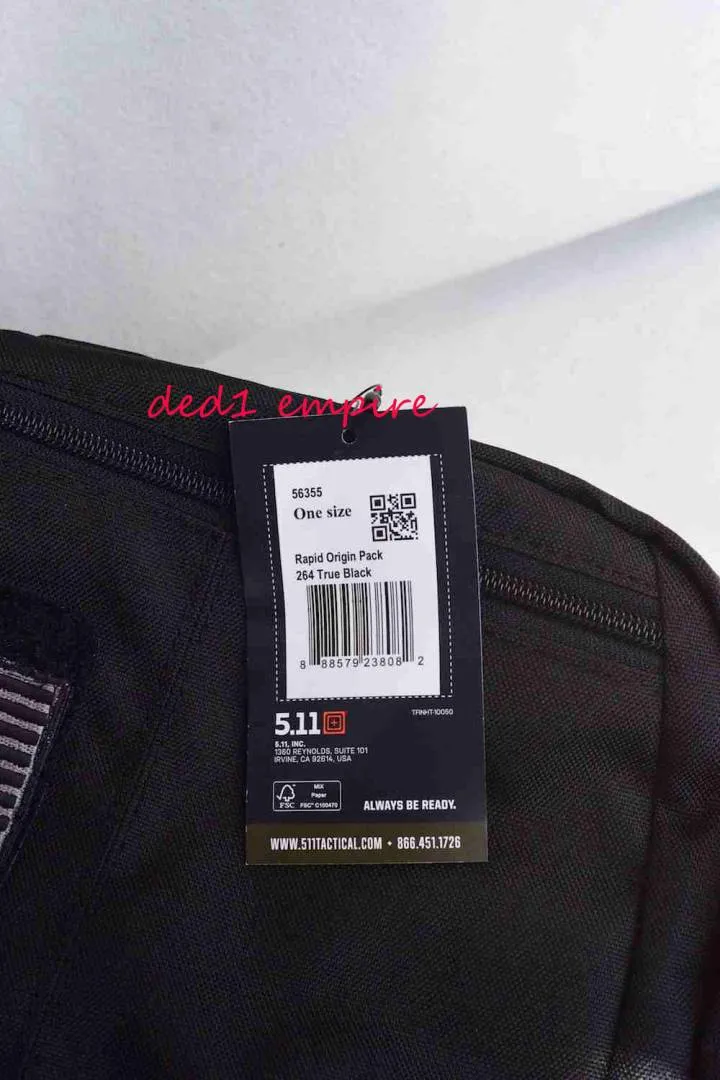 ded1 empire
56355
One size
Rapid Origin Pack
264 True Black
8 88579 23808 2
5.11
TFINHT-10050
5.11, INC.
1360 REYNOLDS, SUITE 101
IRVINE, CA 92614, USA
FSC
MIX
Paper
FSC® C100470
ALWAYS BE READY.
WWW.511TACTICAL.COM • 866.451.1726